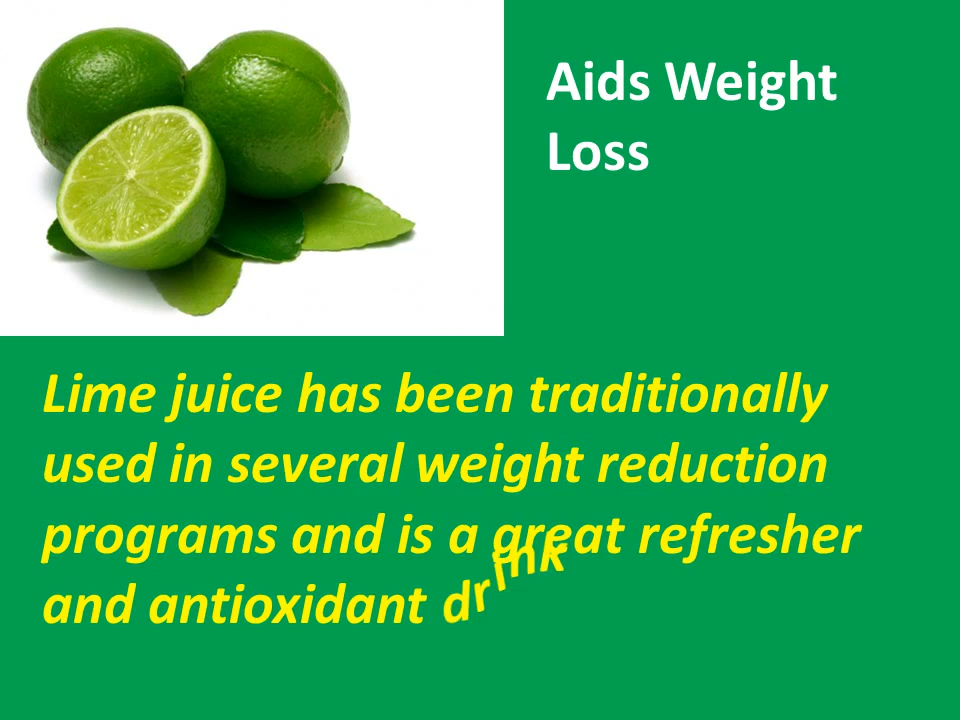 Aids Weight
Loss
Lime juice has been traditionally
used in several weight reduction
programs and is a great refresher
and antioxidant drink